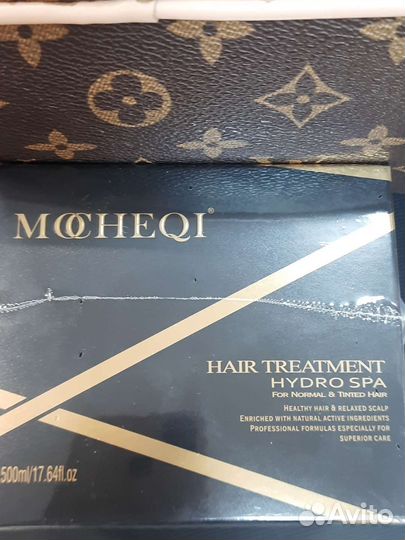 MOCHEQI®
HAIR TREATMENT
HYDRO SPA
FOR NORMAL & TINTED HAIR
HEALTHY HAIR & RELAXED SCALP
ENRICHED WITH NATURAL ACTIVE INGREDIENTS
PROFESSIONAL FORMULAS ESPECIALLY FOR
SUPERIOR CARE
500ml/17.64fl.oz
Avito